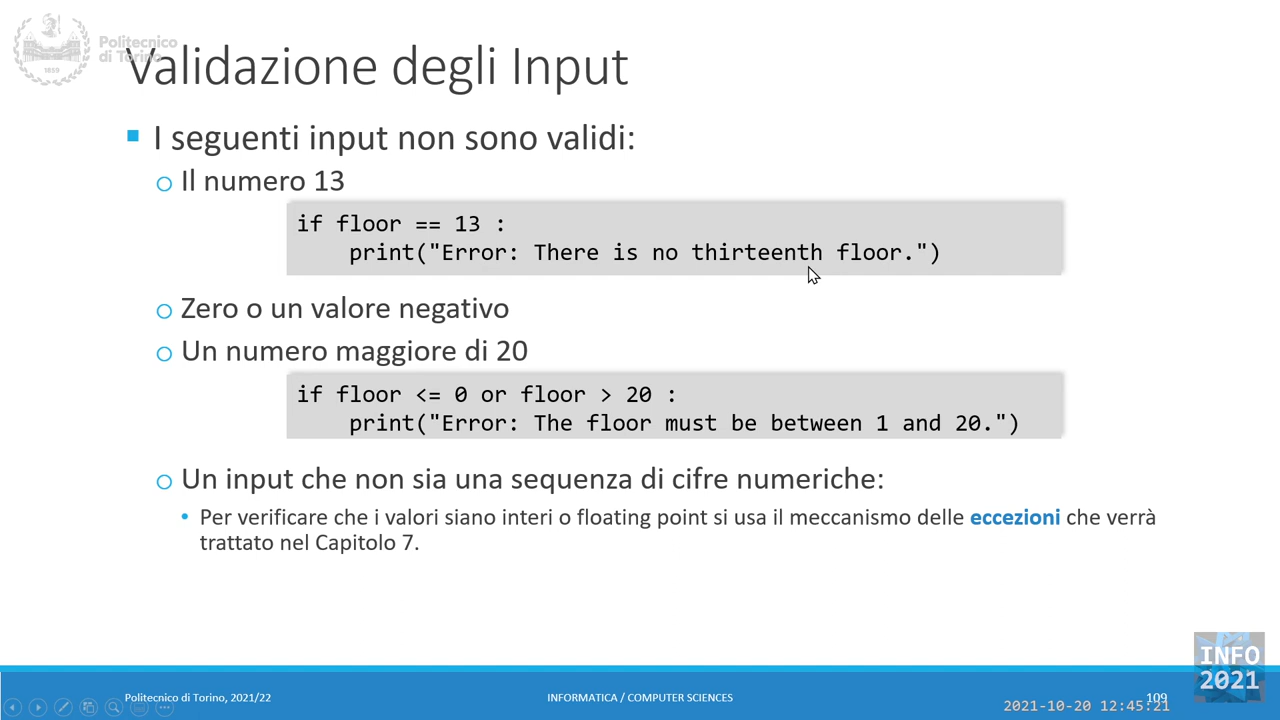 Politecnico
di Torino
1859
Validazione degli Input
I seguenti input non sono validi:
Il numero 13
if floor == 13 :
    print("Error: There is no thirteenth floor.")
Zero o un valore negativo
Un numero maggiore di 20
if floor <= 0 or floor > 20 :
    print("Error: The floor must be between 1 and 20.")
Un input che non sia una sequenza di cifre numeriche:
Per verificare che i valori siano interi o floating point si usa il meccanismo delle eccezioni che verrà
trattato nel Capitolo 7.
INFO
2021
Politecnico di Torino, 2021/22
INFORMATICA / COMPUTER SCIENCES
109
2021-10-20 12:45:21